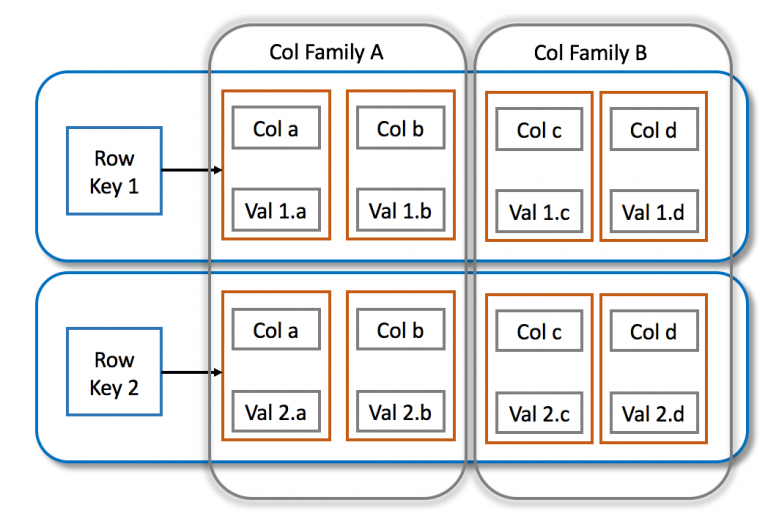 Col Family A
Col Family B
Col a
Col b
Col c
Col d
Row
Key 1
Val 1.a
Val 1.b
Val 1.c
Val 1.d
Col a
Col b
Col c
Col d
Row
Key 2
Val 2.a
Val 2.b
Val 2.c
Val 2.d